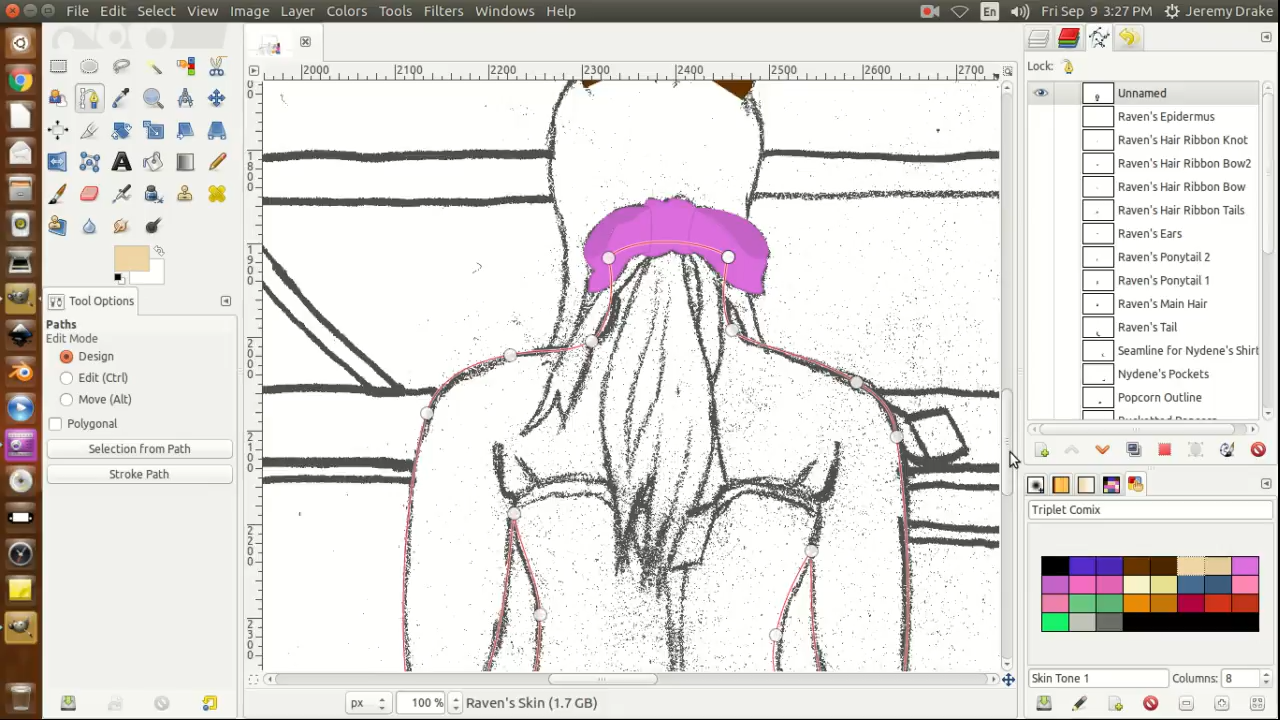 File Edit Select View Image Layer Colors Tools Filters Windows Help
En Fri Sep 9 3:27 PM Jeremy Drake
2000 2100 2200 2300 2400 2500 2600 2700
Lock:
Unnamed
Raven's Epidermus
Raven's Hair Ribbon Knot
Raven's Hair Ribbon Bow2
Raven's Hair Ribbon Bow
Raven's Hair Ribbon Tails
Raven's Ears
Raven's Ponytail 2
Raven's Ponytail 1
Raven's Main Hair
Raven's Tail
Seamline for Nydene's Shirt
Nydene's Pockets
Popcorn Outline
Tool Options
Paths
Edit Mode
Design
Edit (Ctrl)
Move (Alt)
Polygonal
Selection from Path
Stroke Path
Triplet Comix
Skin Tone 1 Columns: 8
px 100 % Raven's Skin (1.7 GB)